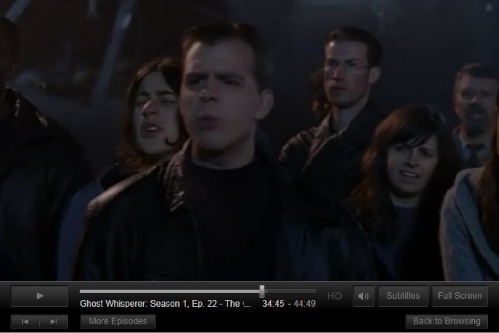 HD
Subtitles
Full Screen
Ghost Whisperer: Season 1, Ep. 22 - The ... 34:45 - 44:49
More Episodes
Back to Browsing